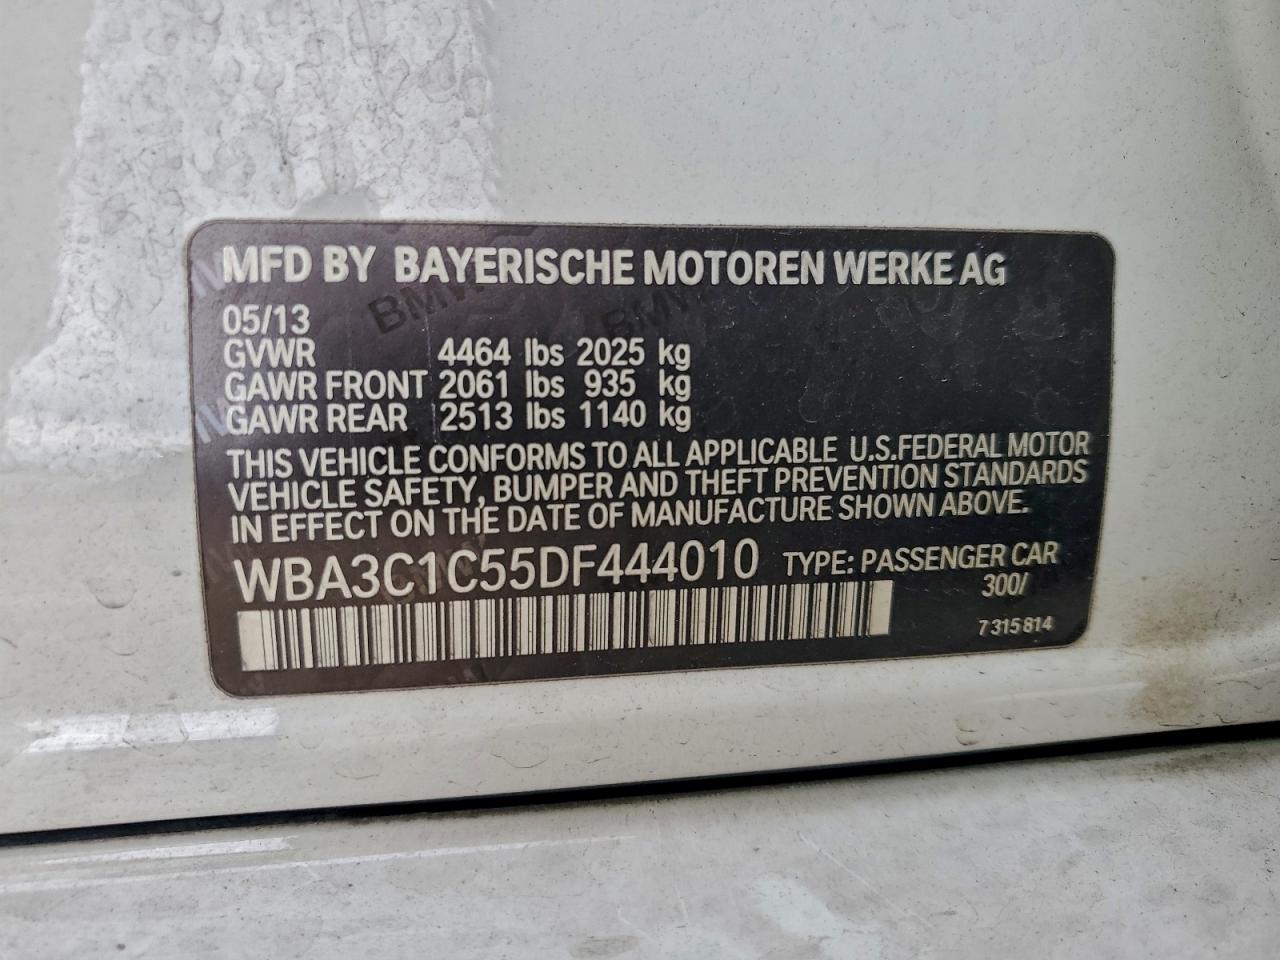 MFD BY BAYERISCHE MOTOREN WERKE AG
05/13
GVWR 4464 lbs 2025 kg
GAWR FRONT 2061 lbs 935 kg
GAWR REAR 2513 lbs 1140 kg
THIS VEHICLE CONFORMS TO ALL APPLICABLE U.S.FEDERAL MOTOR
VEHICLE SAFETY, BUMPER AND THEFT PREVENTION STANDARDS
IN EFFECT ON THE DATE OF MANUFACTURE SHOWN ABOVE.
WBA3C1C55DF444010 TYPE: PASSENGER CAR
300/
7 315 814
BMW
BMW